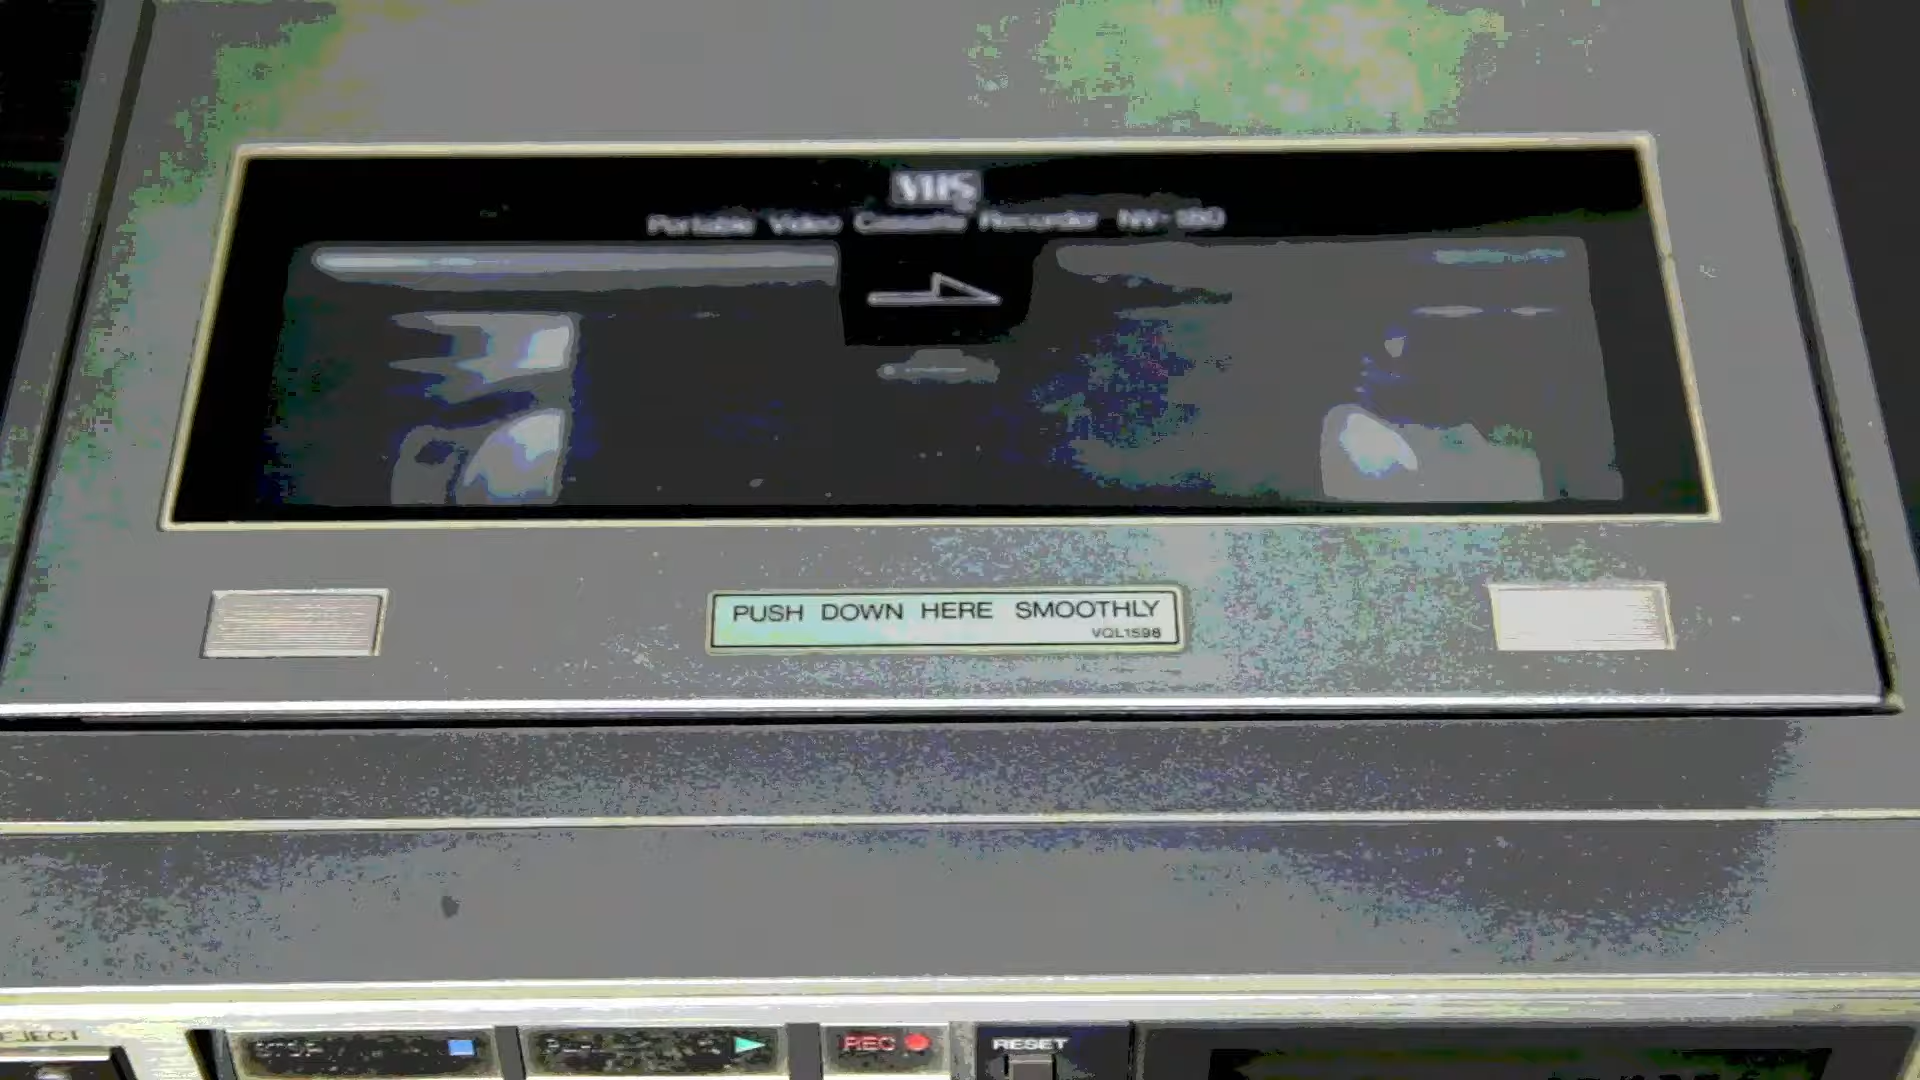 VHS
Portable Video Cassette Recorder NV-180
PUSH DOWN HERE SMOOTHLY
VQL1598
EJECT
REC
RESET